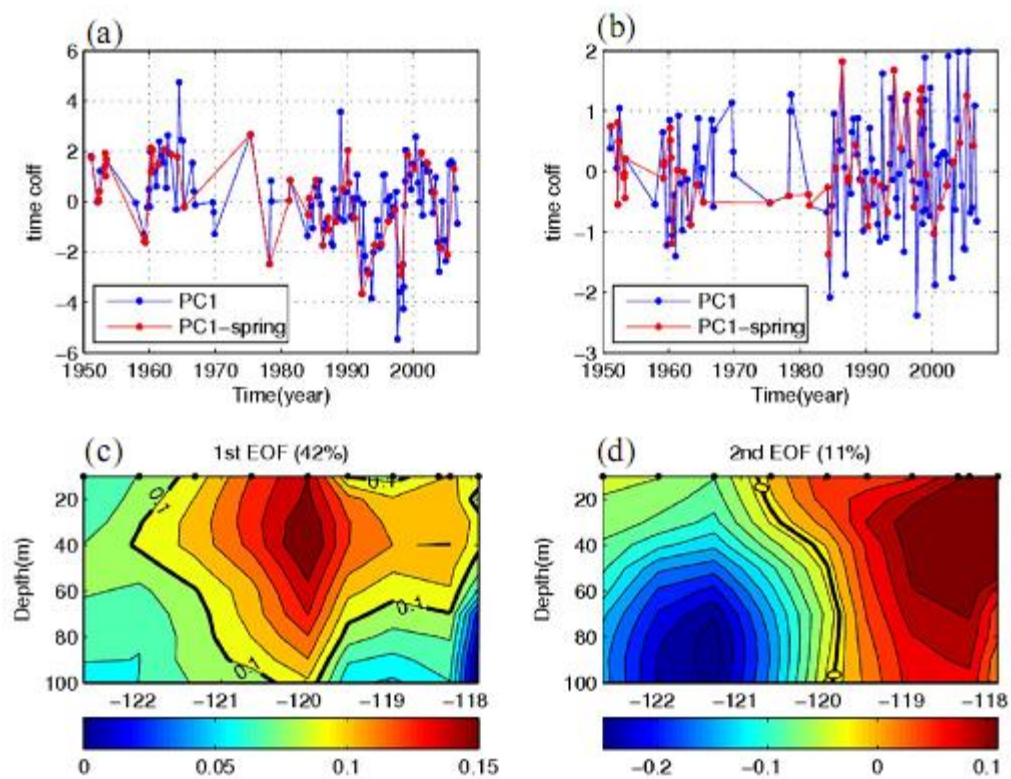 (a)
6
4
2
0
-2
-4
-6
time coff
PC1
PC1-spring
1950 1960 1970 1980 1990 2000
Time(year)
(b)
2
1
0
-1
-2
-3
time coff
PC1
PC1-spring
1950 1960 1970 1980 1990 2000
Time(year)
(c)
1st EOF (42%)
20
40
60
80
100
Depth(m)
0.1
0.1
0.1
0.1
-122 -121 -120 -119 -118
0 0.05 0.1 0.15
(d)
2nd EOF (11%)
20
40
60
80
100
Depth(m)
0
0
-122 -121 -120 -119 -118
-0.2 -0.1 0 0.1